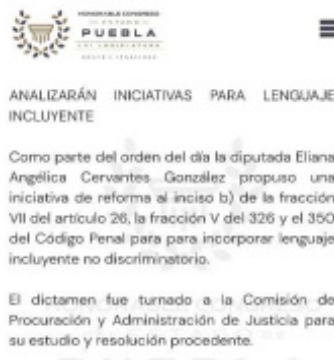 HONORABLE CONGRESO
PUEBLA
LXI LEGISLATURA
ANALIZARÁN INICIATIVAS PARA LENGUAJE
INCLUYENTE
Como parte del orden del día la diputada Eliana
Angélica Cervantes González propuso una
iniciativa de reforma al inciso b) de la fracción
VII del artículo 26, la fracción V del 326 y el 350
del Código Penal para para incorporar lenguaje
incluyente no discriminatorio.
El dictamen fue turnado a la Comisión de
Procuración y Administración de Justicia para
su estudio y resolución procedente.